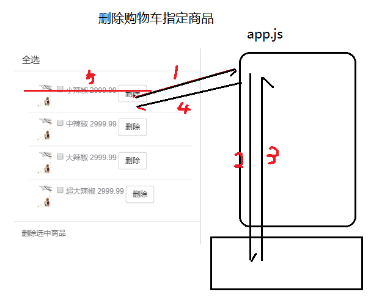 删除购物车指定商品
app.js
全选
小辣椒 2999.99 删除
中辣椒 2999.99 删除
大辣椒 2999.99 删除
超大辣椒 2999.99 删除
删除选中商品
5
1
4
2
3